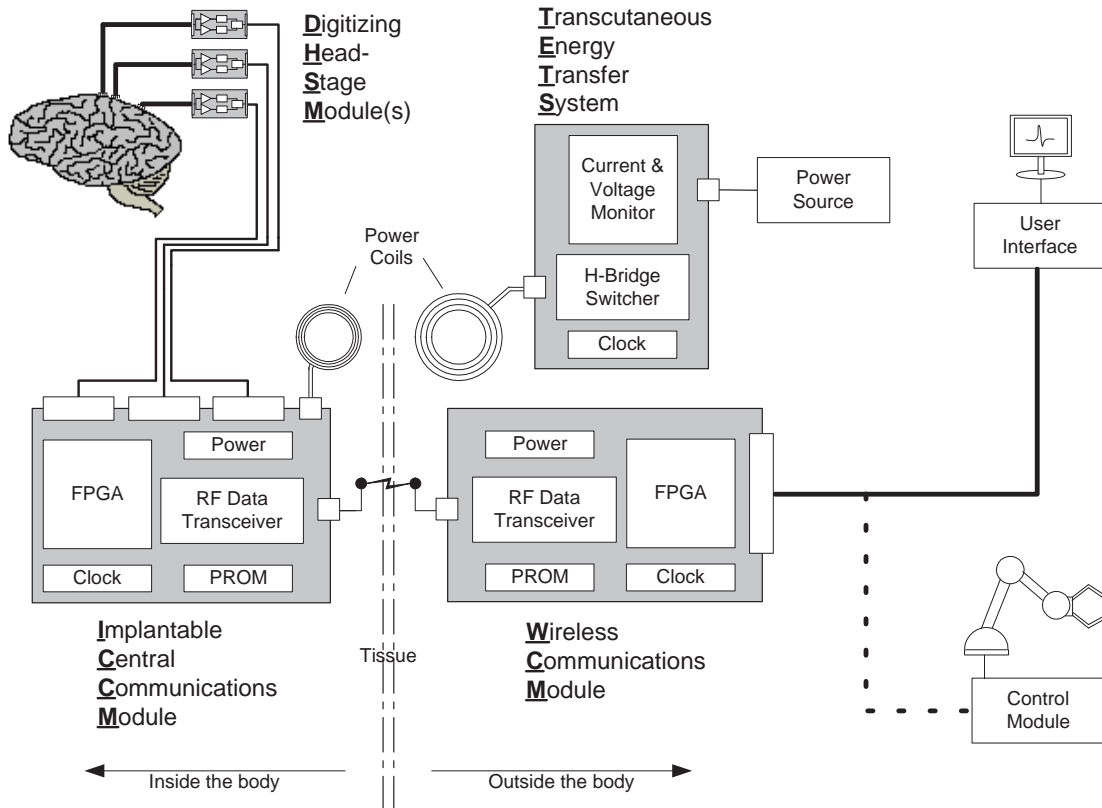 Digitizing
Head-
Stage
Module(s)
Transcutaneous
Energy
Transfer
System
Current &
Voltage
Monitor
Power
Source
User
Interface
Power
Coils
H-Bridge
Switcher
Clock
Power
FPGA
RF Data
Transceiver
Clock
PROM
Power
RF Data
Transceiver
FPGA
PROM
Clock
Implantable
Central
Communications
Module
Tissue
Wireless
Communications
Module
Control
Module
Inside the body
Outside the body